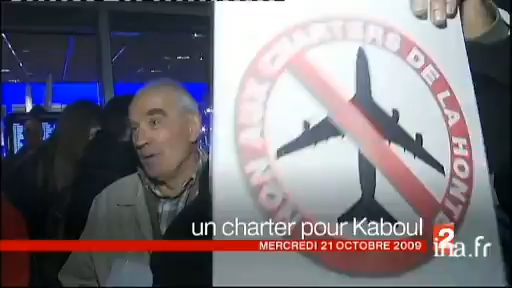 NON AUX CHARTERS DE LA HONTE
un charter pour Kaboul
MERCREDI 21 OCTOBRE 2009
2
ina.fr